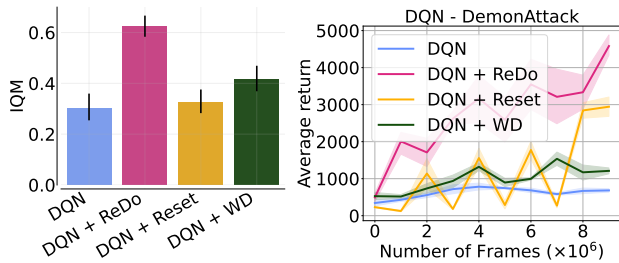 IQM
0.6
0.4
0.2
0.0
DQN
DQN + ReDo
DQN + Reset
DQN + WD
DQN - DemonAttack
Average return
5000
4000
3000
2000
1000
0
DQN
DQN + ReDo
DQN + Reset
DQN + WD
0 2 4 6 8
Number of Frames (×10⁶)